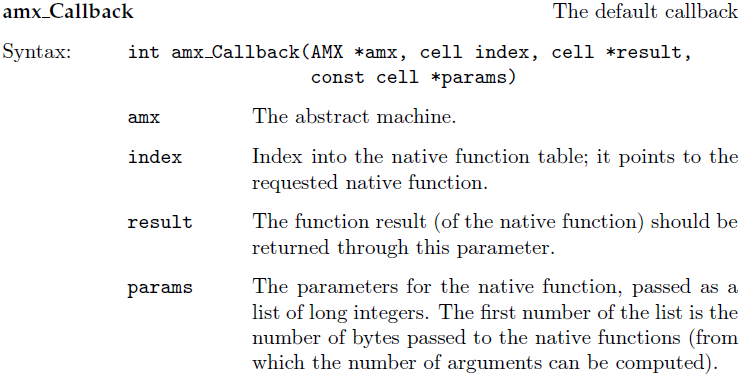 amx_Callback The default callback
Syntax: int amx_Callback(AMX *amx, cell index, cell *result,
const cell *params)
amx The abstract machine.
index Index into the native function table; it points to the
requested native function.
result The function result (of the native function) should be
returned through this parameter.
params The parameters for the native function, passed as a
list of long integers. The first number of the list is the
number of bytes passed to the native functions (from
which the number of arguments can be computed).